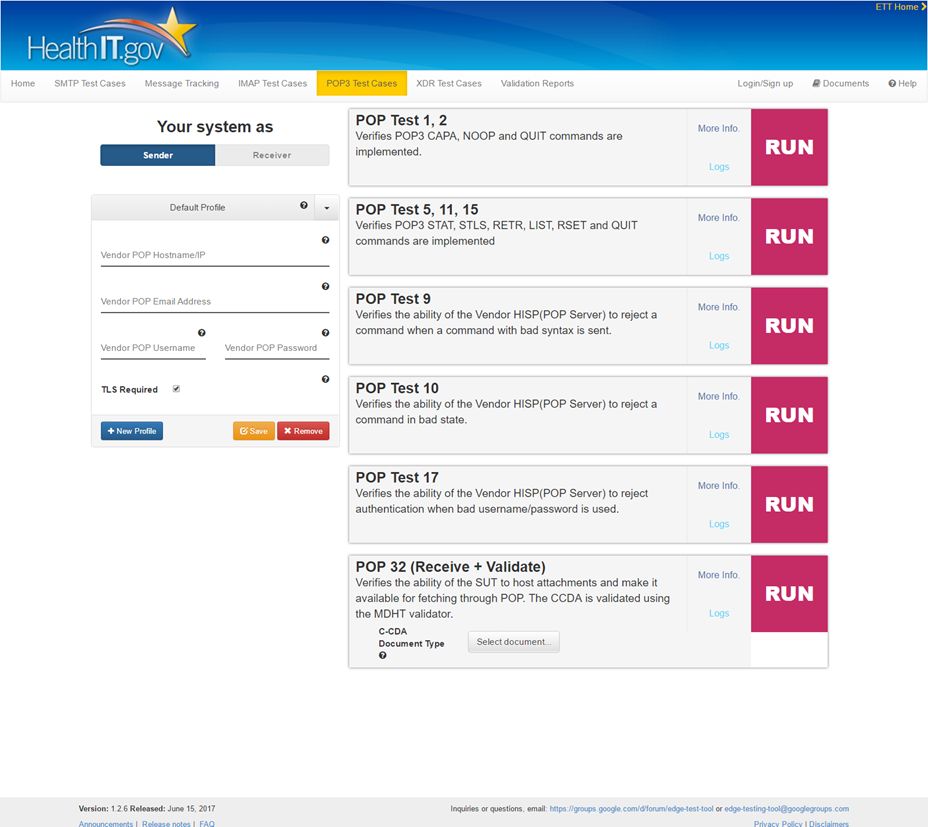 ETT Home
HealthIT.gov
Home SMTP Test Cases Message Tracking IMAP Test Cases POP3 Test Cases XDR Test Cases Validation Reports Login/Sign up Documents Help
Your system as
Sender Receiver
Default Profile
Vendor POP Hostname/IP
Vendor POP Email Address
Vendor POP Username Vendor POP Password
TLS Required
New Profile Save Remove
POP Test 1, 2
Verifies POP3 CAPA, NOOP and QUIT commands are
implemented.
More Info.
Logs
RUN
POP Test 5, 11, 15
Verifies POP3 STAT, STLS, RETR, LIST, RSET and QUIT
commands are implemented
More Info.
Logs
RUN
POP Test 9
Verifies the ability of the Vendor HISP(POP Server) to reject a
command when a command with bad syntax is sent.
More Info.
Logs
RUN
POP Test 10
Verifies the ability of the Vendor HISP(POP Server) to reject a
command in bad state.
More Info.
Logs
RUN
POP Test 17
Verifies the ability of the Vendor HISP(POP Server) to reject
authentication when bad username/password is used.
More Info.
Logs
RUN
POP 32 (Receive + Validate)
Verifies the ability of the SUT to host attachments and make it
available for fetching through POP. The CCDA is validated using
the MDHT validator.
C-CDA
Document Type
Select document...
More Info.
Logs
RUN
Version: 1.2.6 Released: June 15, 2017
Announcements | Release notes | FAQ
Inquiries or questions, email: https://groups.google.com/d/forum/edge-test-tool or edge-testing-tool@googlegroups.com
Privacy Policy | Disclaimers